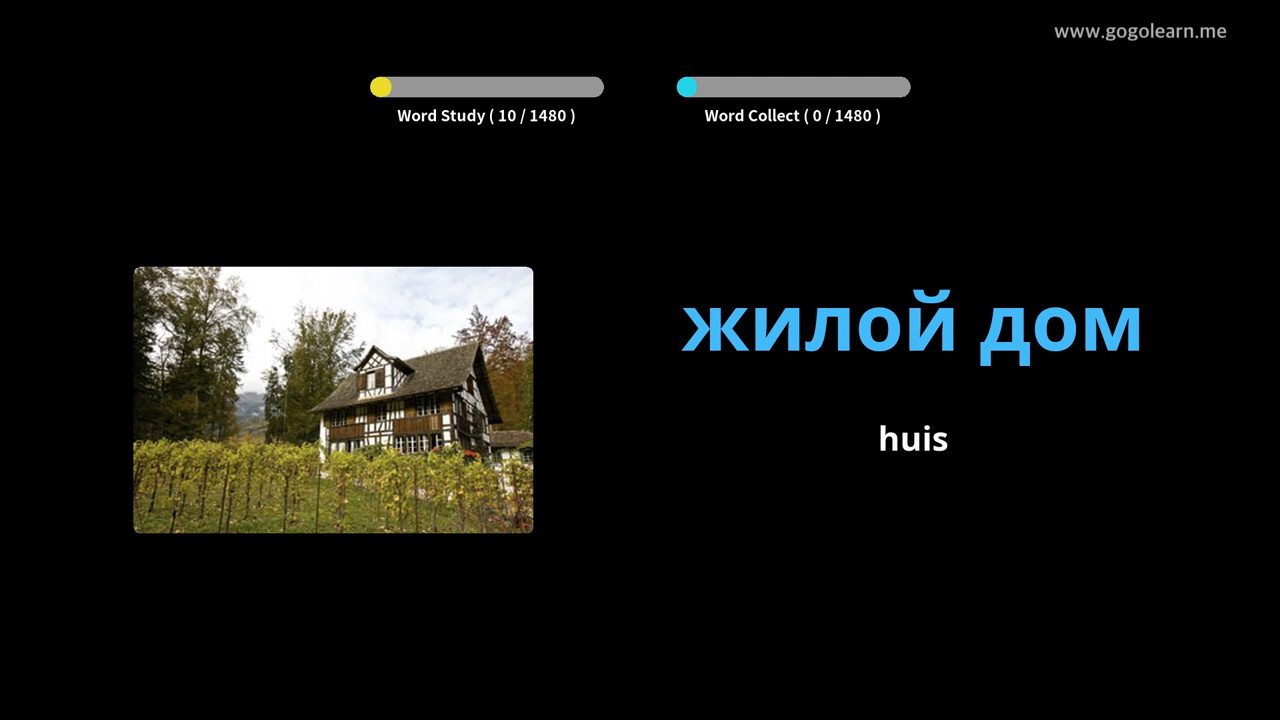 www.gogolearn.me
Word Study ( 10 / 1480 )
Word Collect ( 0 / 1480 )
жилой дом
huis